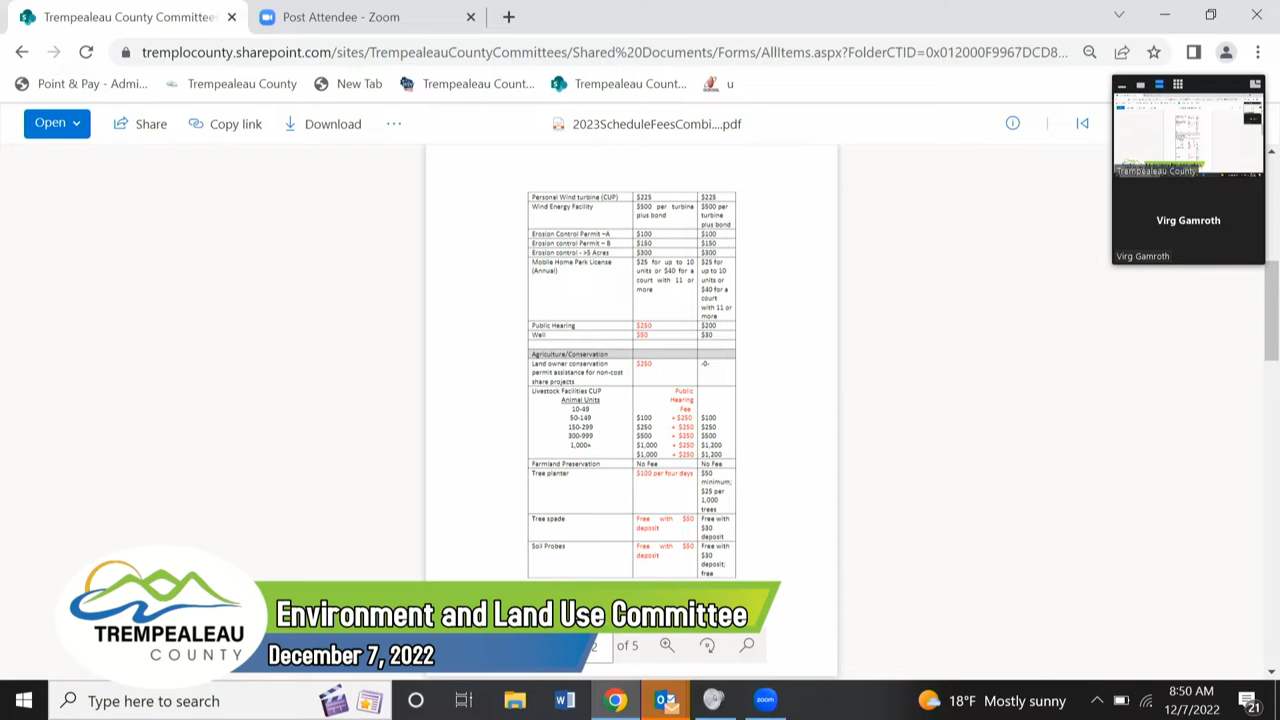 Trempealeau County Committee
Post Attendee - Zoom
templocounty.sharepoint.com/sites/TrempealeauCountyCommittees/Shared%20Documents/Forms/AllItems.aspx?FolderCTID=0x012000F9967DCD8...
Point & Pay - Admi...
Trempealeau County
New Tab
Trempealeau County...
Trempealeau Count...
u
Open
Share
Copy link
Download
2023ScheduleFeesCombi....pdf
Personal Wind turbine (CUP) $225 $225
Wind Energy Facility $500 per turbine $500 per
plus bond turbine
plus bond
Erosion Control Permit –A $100 $100
Erosion control Permit – B $150 $150
Erosion control - >5 Acres $300 $300
Mobile Home Park License $25 for up to 10 $25 for
(Annual) units or $40 for a up to 10
court with 11 or units or
more $40 for a
court
with 11 or
more
Public Hearing $250 $200
Well $50 $30
Agriculture/Conservation
Land owner conservation $250 -0-
permit assistance for non-cost
share projects
Livestock Facilities CUP Public
Animal Units Hearing
10-49 Fee
50-149 $100 + $250 $100
150-299 $250 + $250 $250
300-999 $500 + $250 $500
1,000+ $1,000 + $250 $1,200
$1,000 + $250 $1,200
Farmland Preservation No Fee No Fee
Tree planter $100 per four days $50
minimum;
$25 per
1,000
trees
Tree spade Free with $50 Free with
deposit $30
deposit
Soil Probes Free with $50 Free with
deposit $30
deposit;
free
Trempealeau County
Virg Gamroth
Virg Gamroth
TREMPEALEAU
COUNTY
Environment and Land Use Committee
December 7, 2022
2 of 5
Type here to search
18°F Mostly sunny
8:50 AM
12/7/2022
21